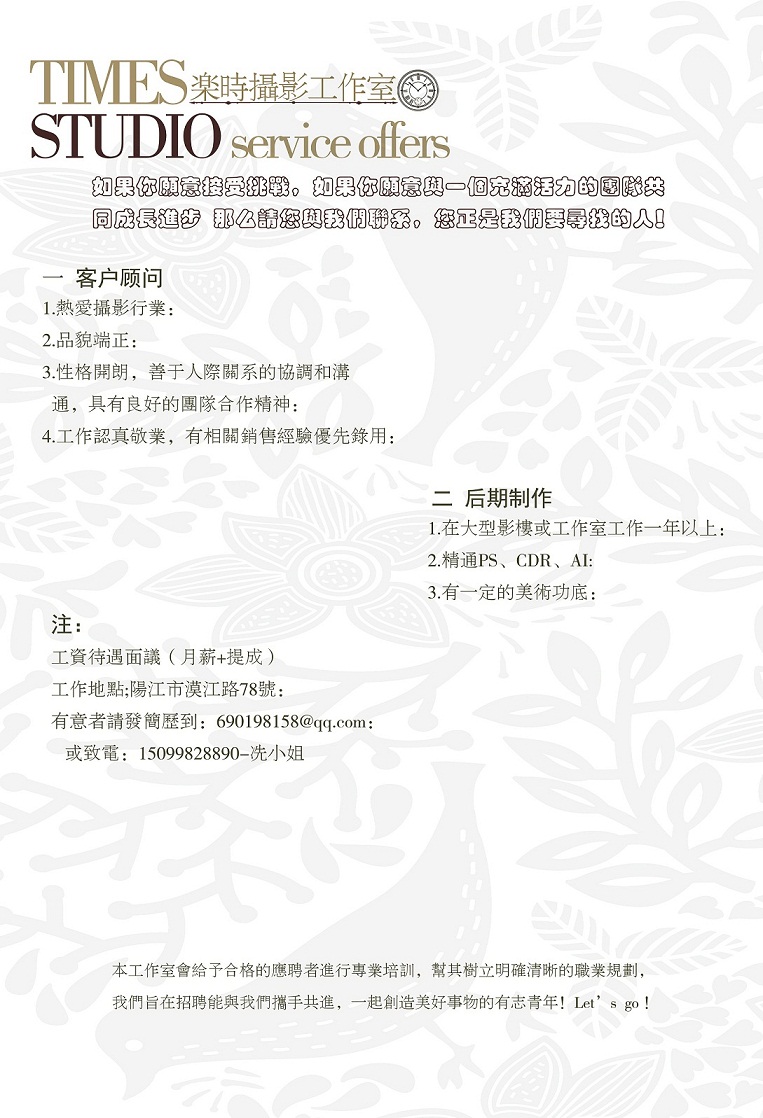 TIMES 楽時攝影工作室
STUDIO service offers
如果你願意接受挑戰，如果你願意與一個充滿活力的團隊共
同成長進步 那么請您與我們聯系，您正是我們要尋找的人！
一 客户顾问
1.熱愛攝影行業；
2.品貌端正；
3.性格開朗，善于人際關系的協調和溝
通，具有良好的團隊合作精神；
4.工作認真敬業，有相關銷售經驗優先錄用；
二 后期制作
1.在大型影樓或工作室工作一年以上；
2.精通PS、CDR、AI;
3.有一定的美術功底；
注：
工資待遇面議（月薪+提成）
工作地點;陽江市漠江路78號；
有意者請發簡歷到：690198158@qq.com；
或致電：15099828890–冼小姐
本工作室會給予合格的應聘者進行專業培訓，幫其樹立明確清晰的職業規劃，
我們旨在招聘能與我們攜手共進，一起創造美好事物的有志青年！Let’s go！